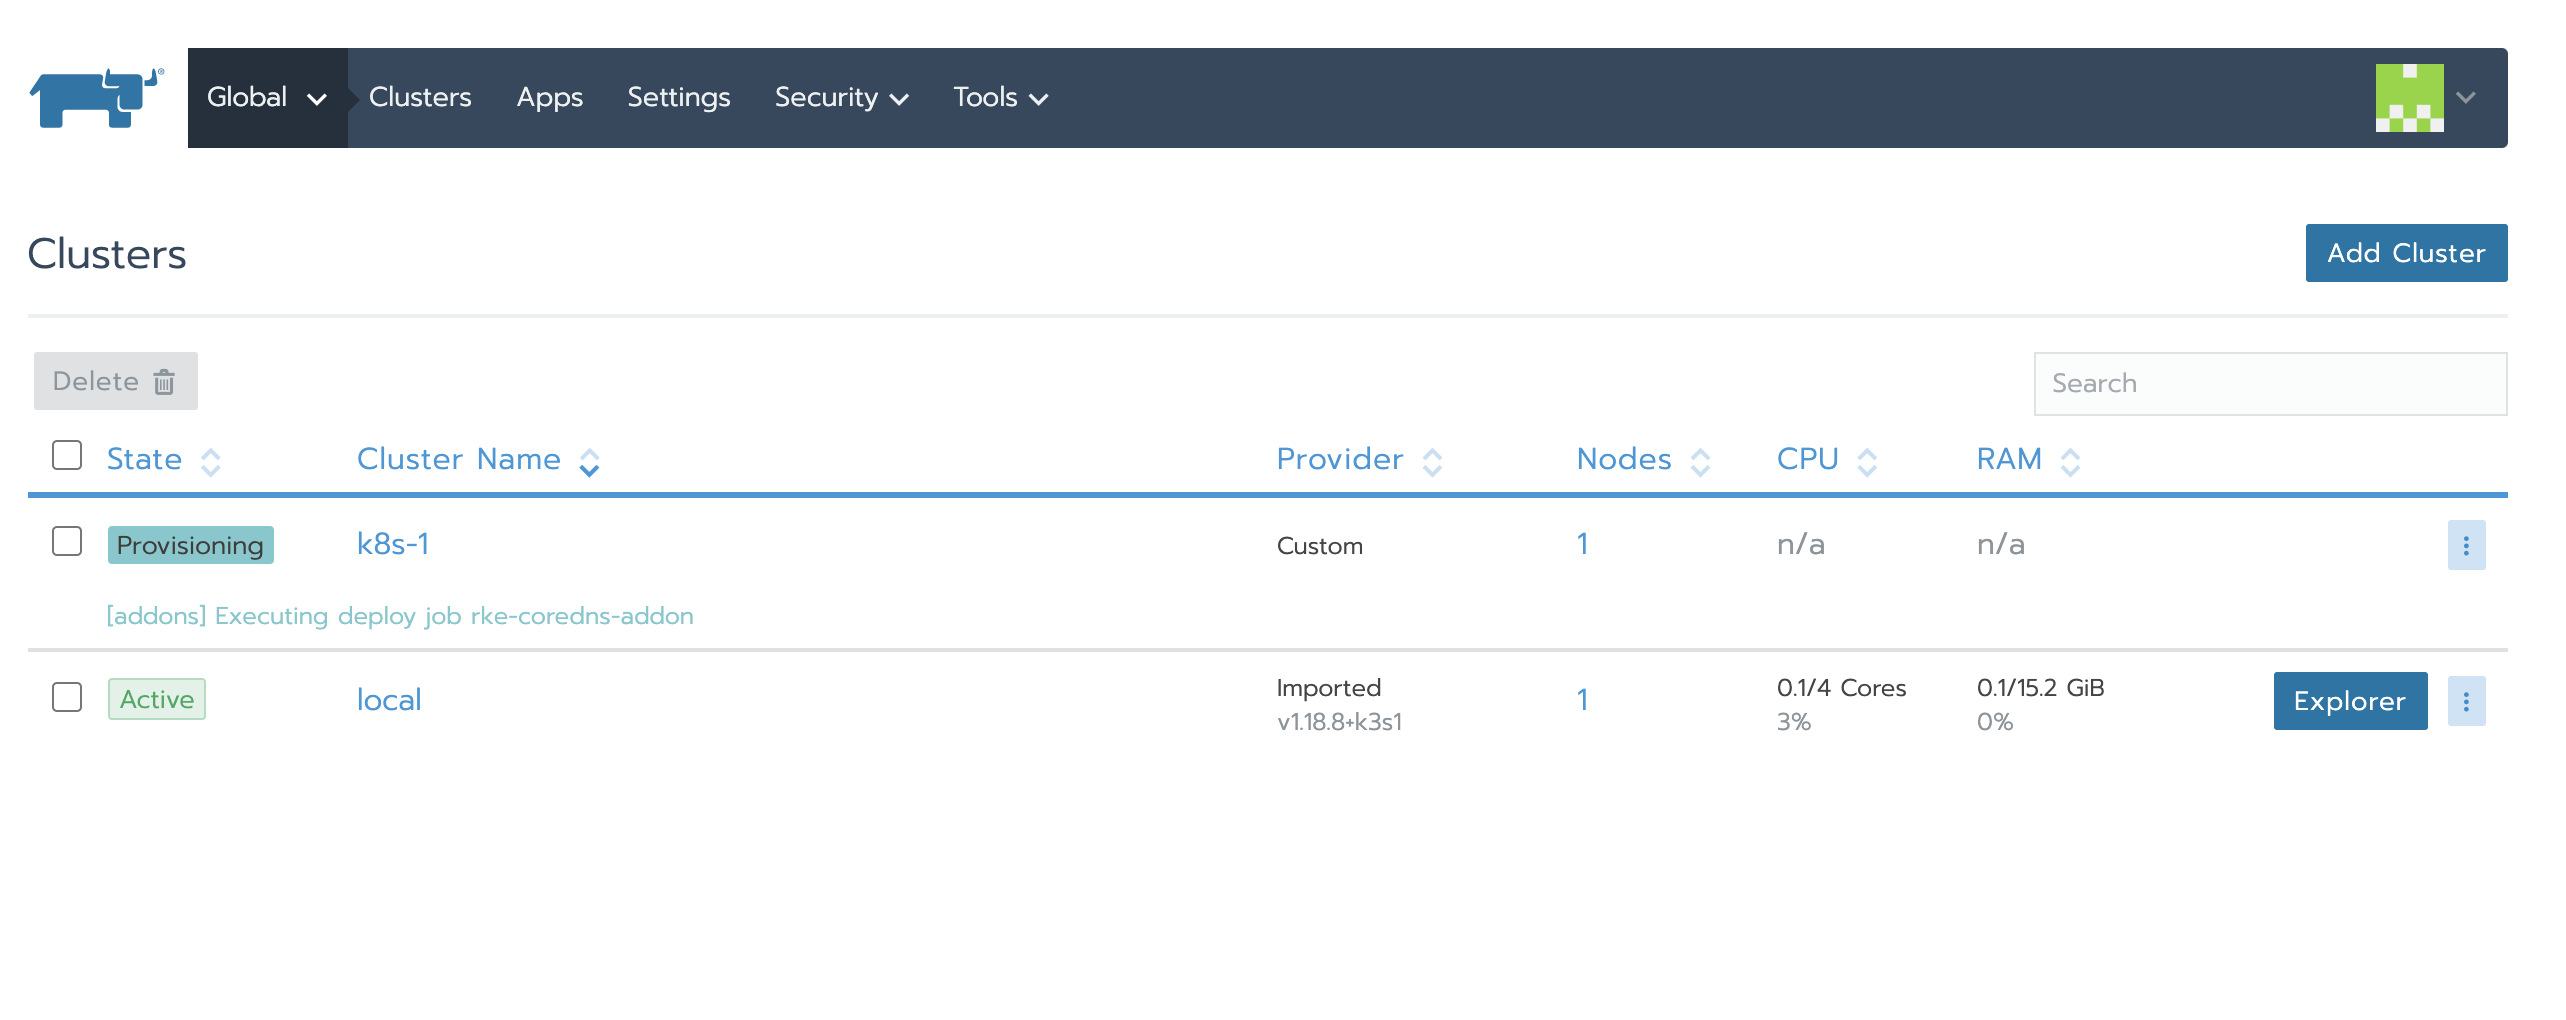 Global Clusters Apps Settings Security Tools
Clusters
Add Cluster
Delete
Search
State Cluster Name Provider Nodes CPU RAM
Provisioning k8s-1 Custom 1 n/a n/a
[addons] Executing deploy job rke-coredns-addon
Active local Imported 1 0.1/4 Cores 0.1/15.2 GiB Explorer
v1.18.8+k3s1 3% 0%